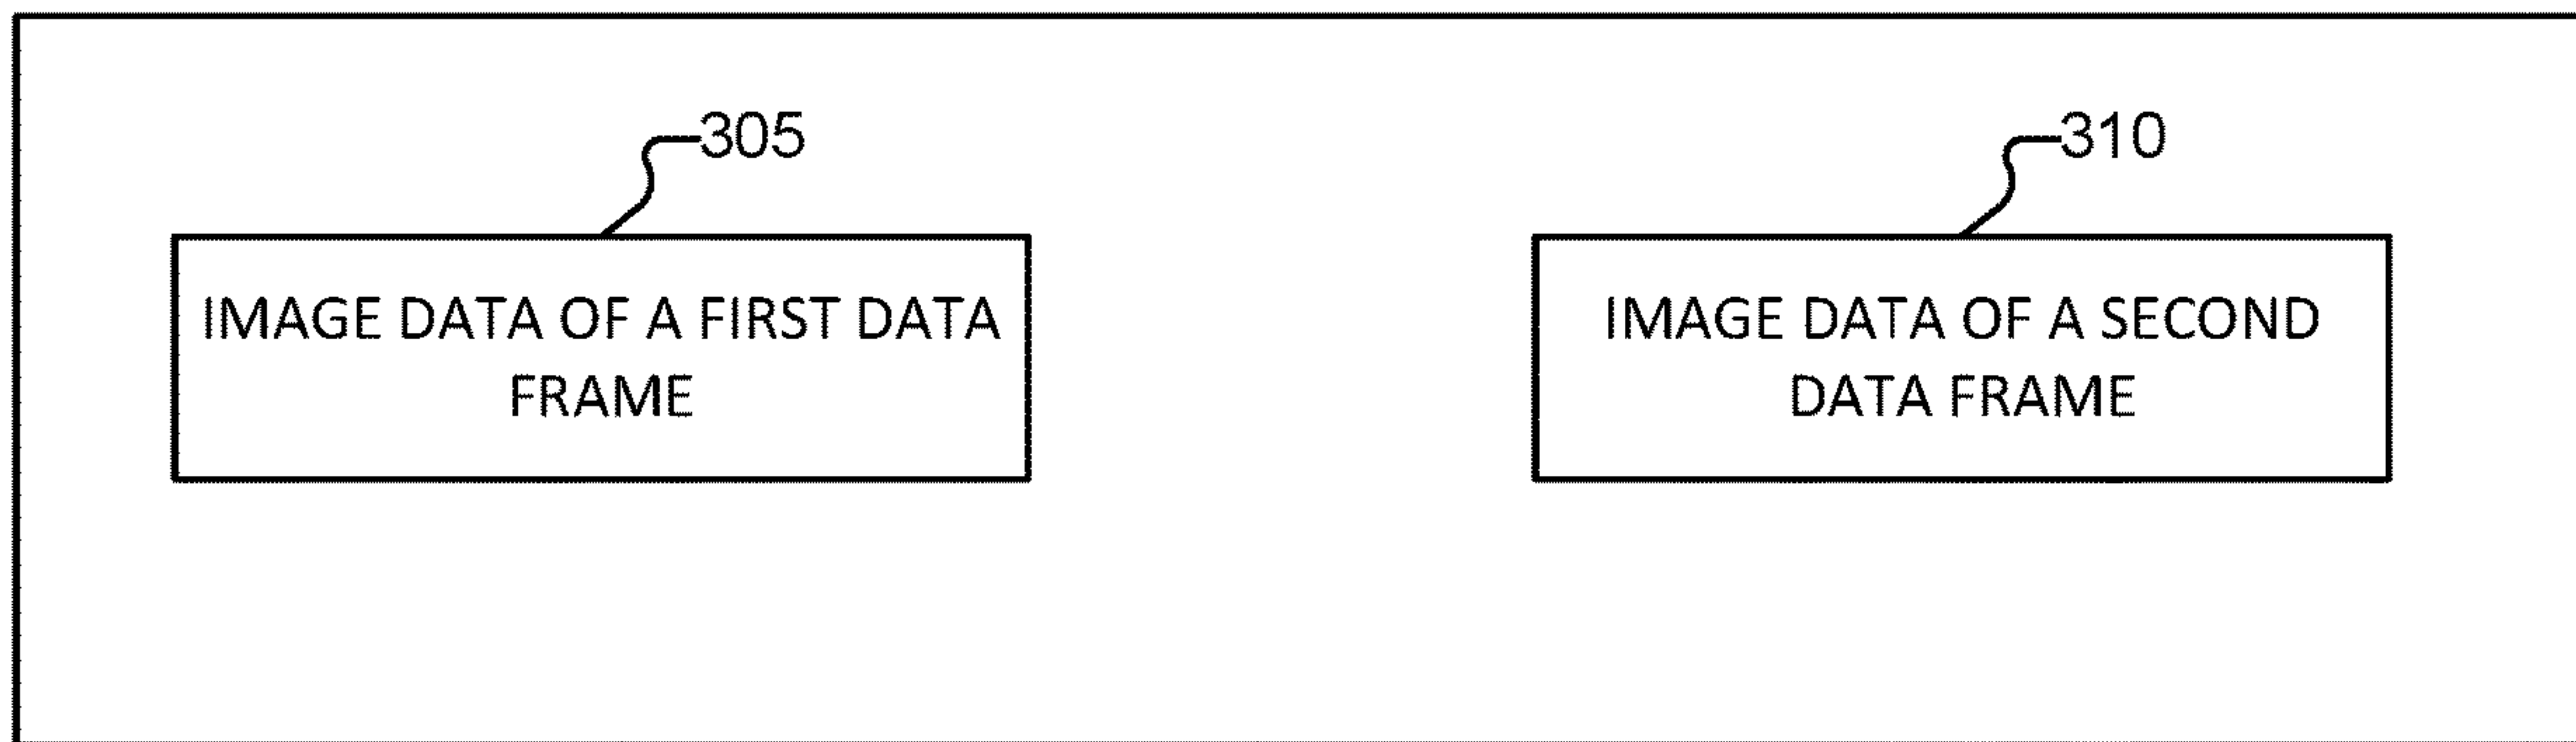 305
310
IMAGE DATA OF A FIRST DATA
FRAME
IMAGE DATA OF A SECOND
DATA FRAME